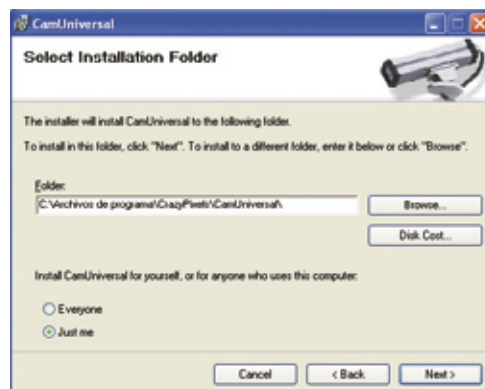 CamUniversal
Select Installation Folder
The installer will install CamUniversal to the following folder.
To install in this folder, click "Next". To install to a different folder, enter it below or click "Browse".
Folder:
C:\Archivos de programa\CrazyPixels\CamUniversal\
Browse...
Disk Cost...
Install CamUniversal for yourself, or for anyone who uses this computer:
Everyone
Just me
Cancel
< Back
Next >